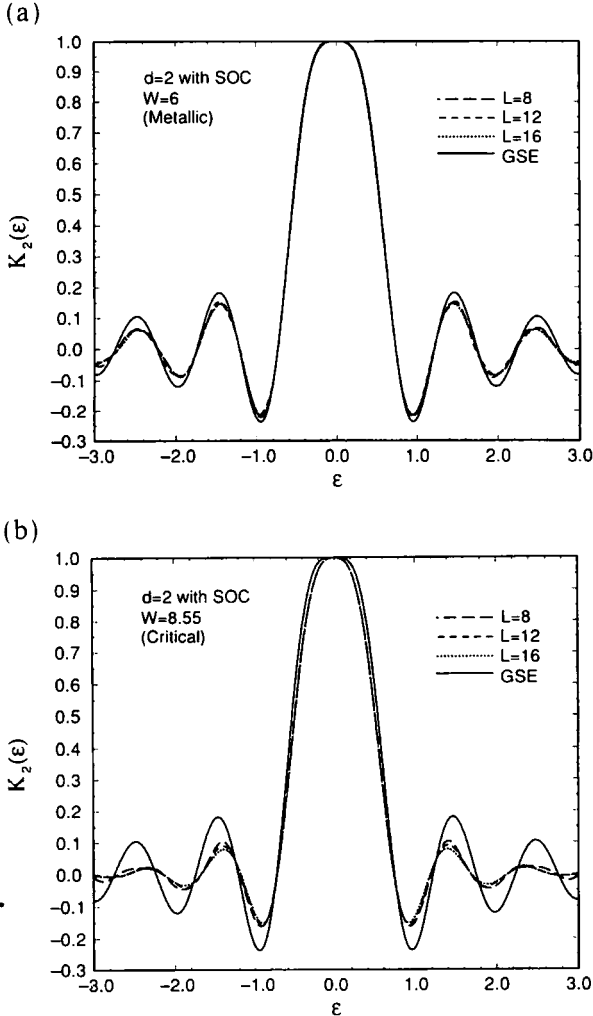 (a)
1.0
0.9
0.8
0.7
0.6
0.5
0.4
0.3
0.2
0.1
0.0
−0.1
−0.2
−0.3
K2(ε)
d=2 with SOC
W=6
(Metallic)
L=8
L=12
L=16
GSE
−3.0 −2.0 −1.0 0.0 1.0 2.0 3.0
ε
(b)
1.0
0.9
0.8
0.7
0.6
0.5
0.4
0.3
0.2
0.1
0.0
−0.1
−0.2
−0.3
K2(ε)
d=2 with SOC
W=8.55
(Critical)
L=8
L=12
L=16
GSE
−3.0 −2.0 −1.0 0.0 1.0 2.0 3.0
ε